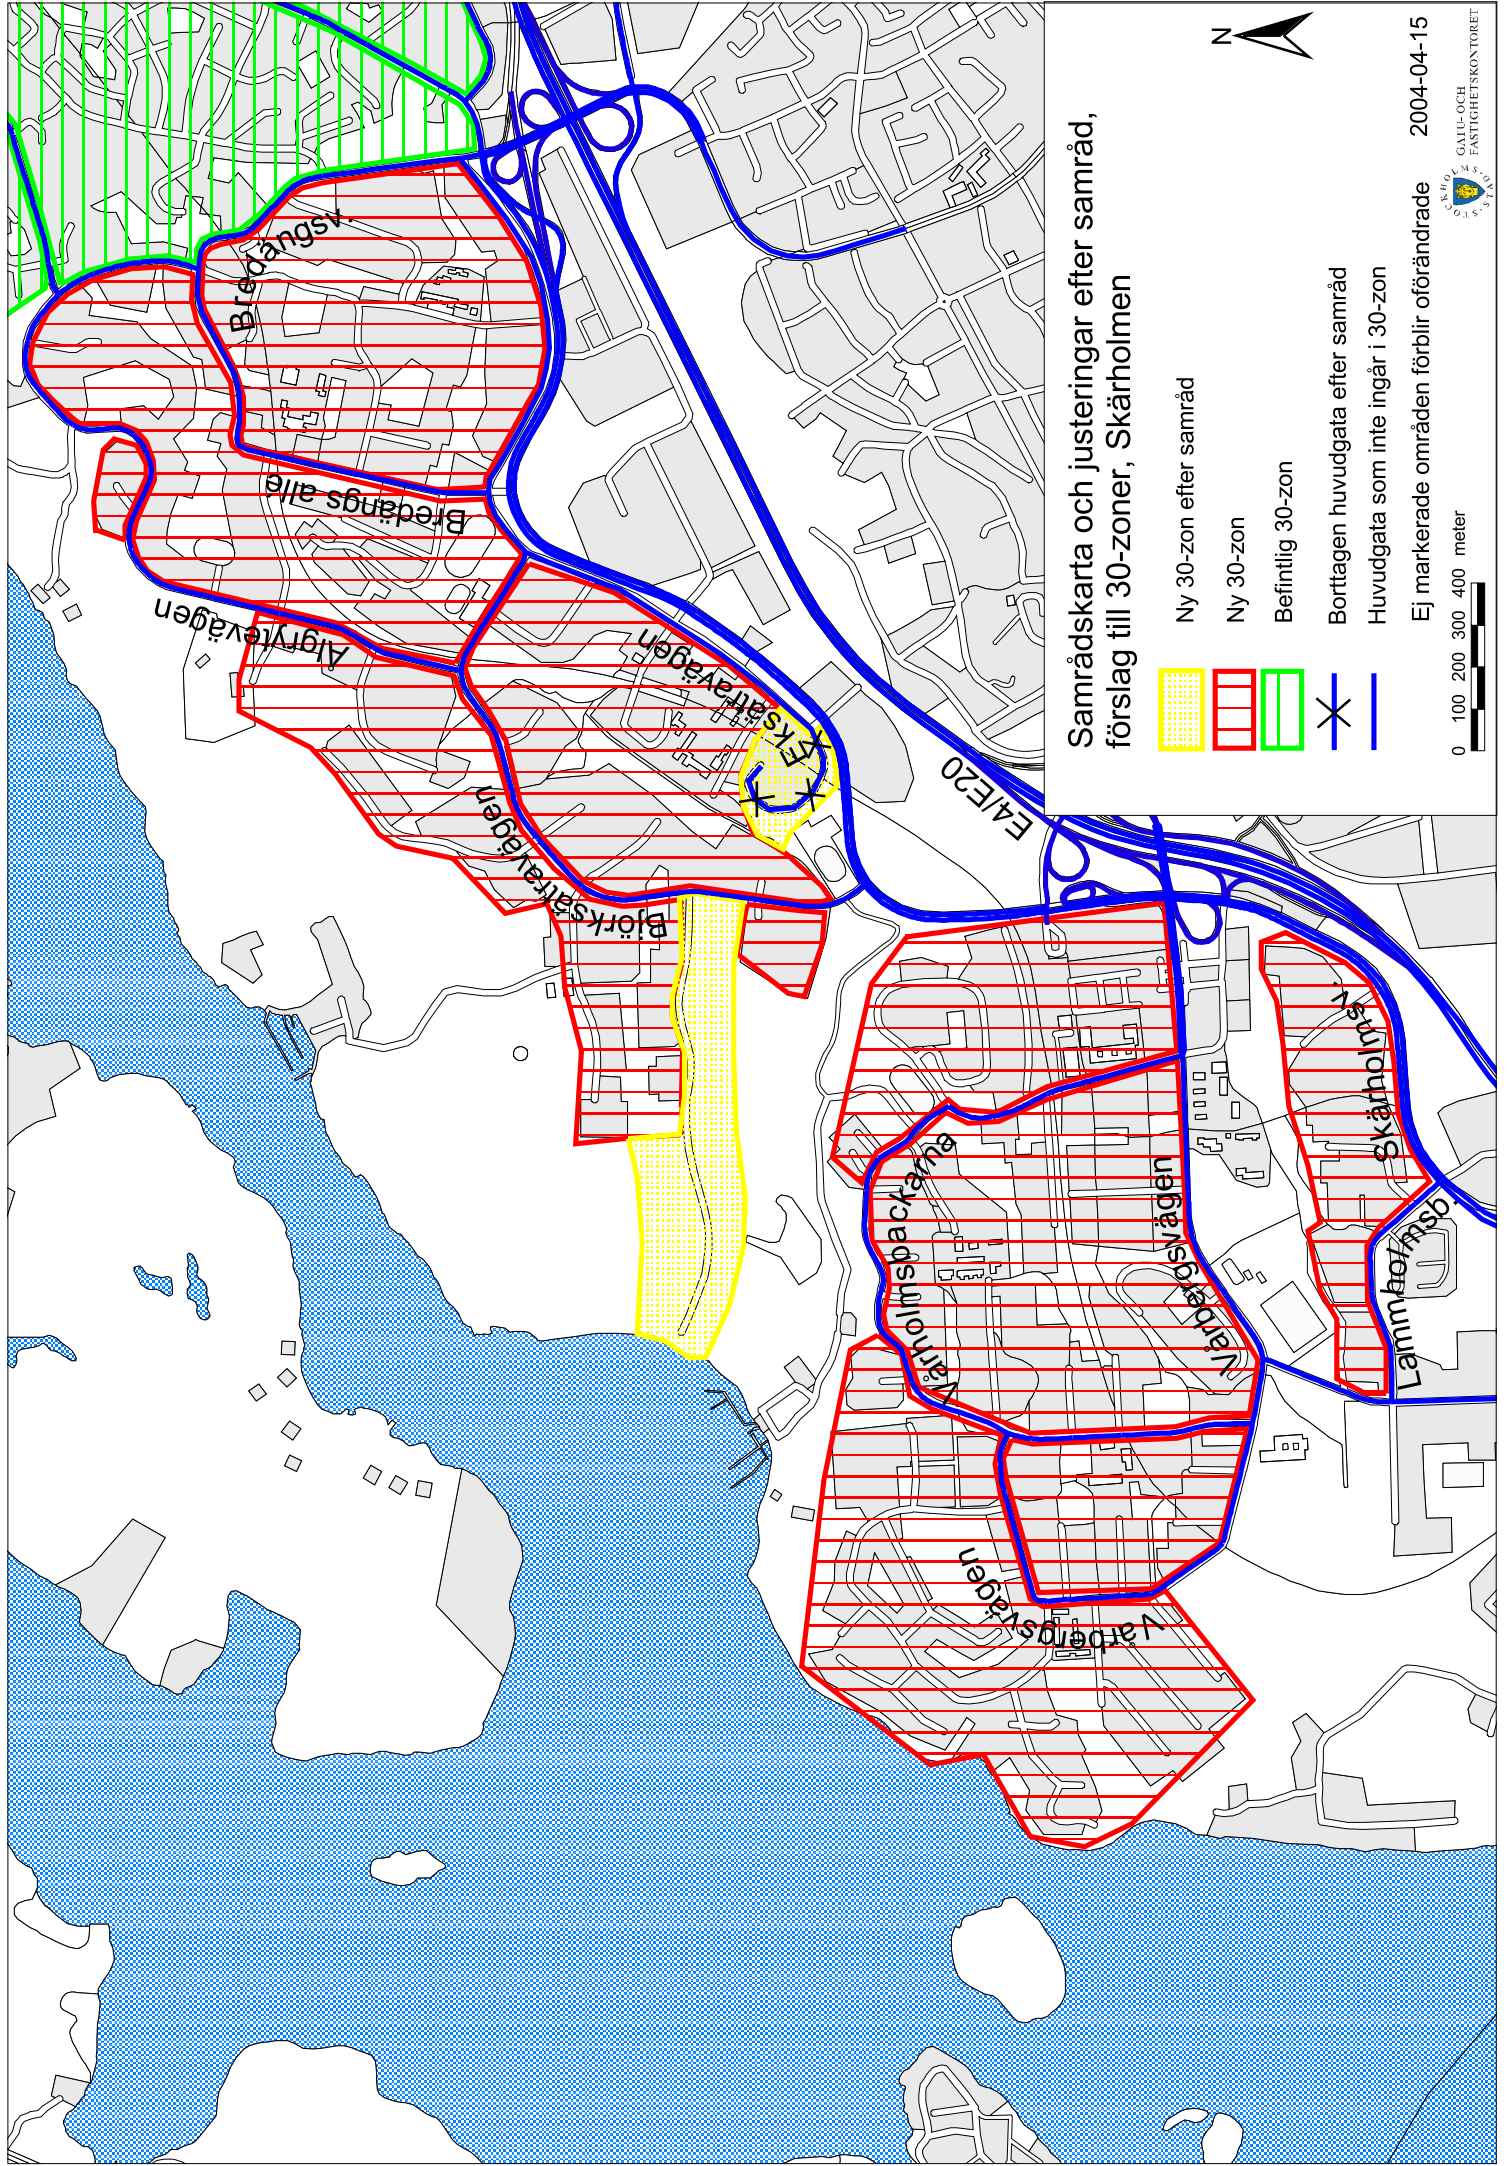 Samrådskarta och justeringar efter samråd,
förslag till 30-zoner, Skärholmen
Ny 30-zon efter samråd
Ny 30-zon
Befintlig 30-zon
Borttagen huvudgata efter samråd
Huvudgata som inte ingår i 30-zon
Ej markerade områden förblir oförändrade
2004-04-15
0 100 200 300 400 meter
N
STOCKHOLMS STAD
GATU- OCH
FASTIGHETSKONTORET
Bredängsv.
Bredängs allé
Ålgrytevägen
Eksätravägen
Björksätravägen
E4/E20
Vårholmsbackarna
Vårbergsvägen
Vårbergsvägen
Skärholmsv.
Lammholmsb.